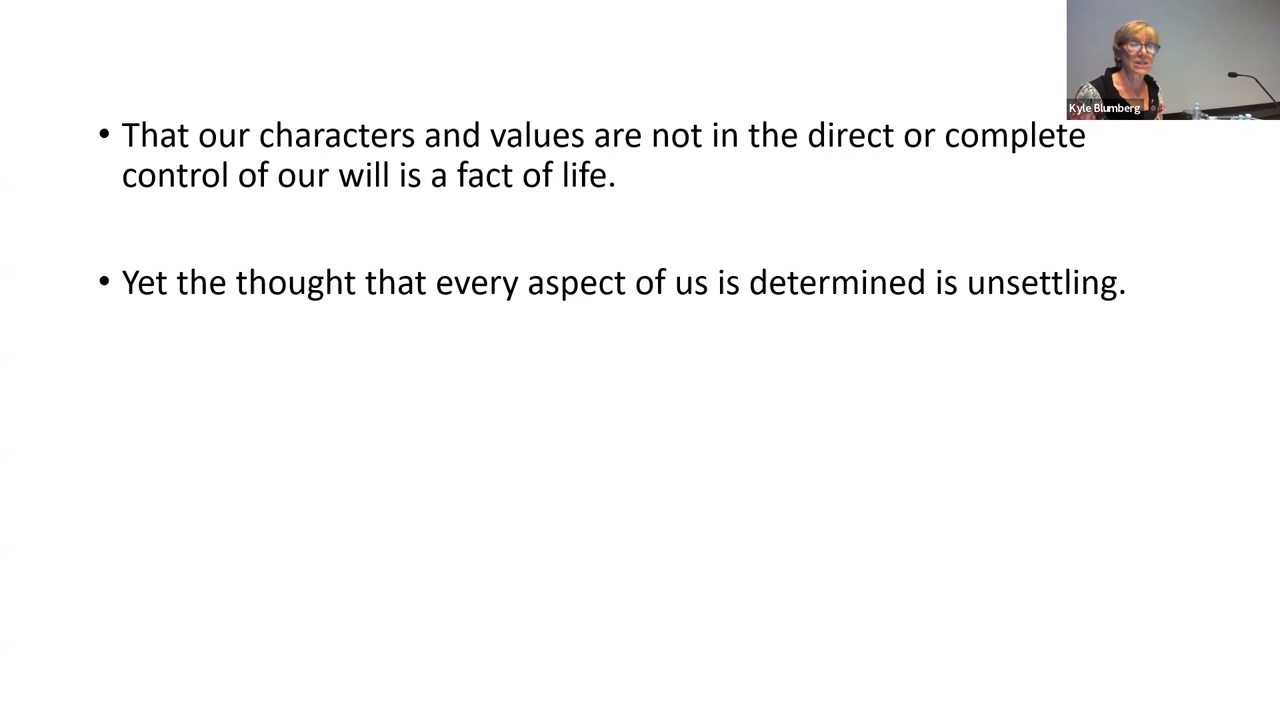 Kyle Blumberg
• That our characters and values are not in the direct or complete
control of our will is a fact of life.
• Yet the thought that every aspect of us is determined is unsettling.